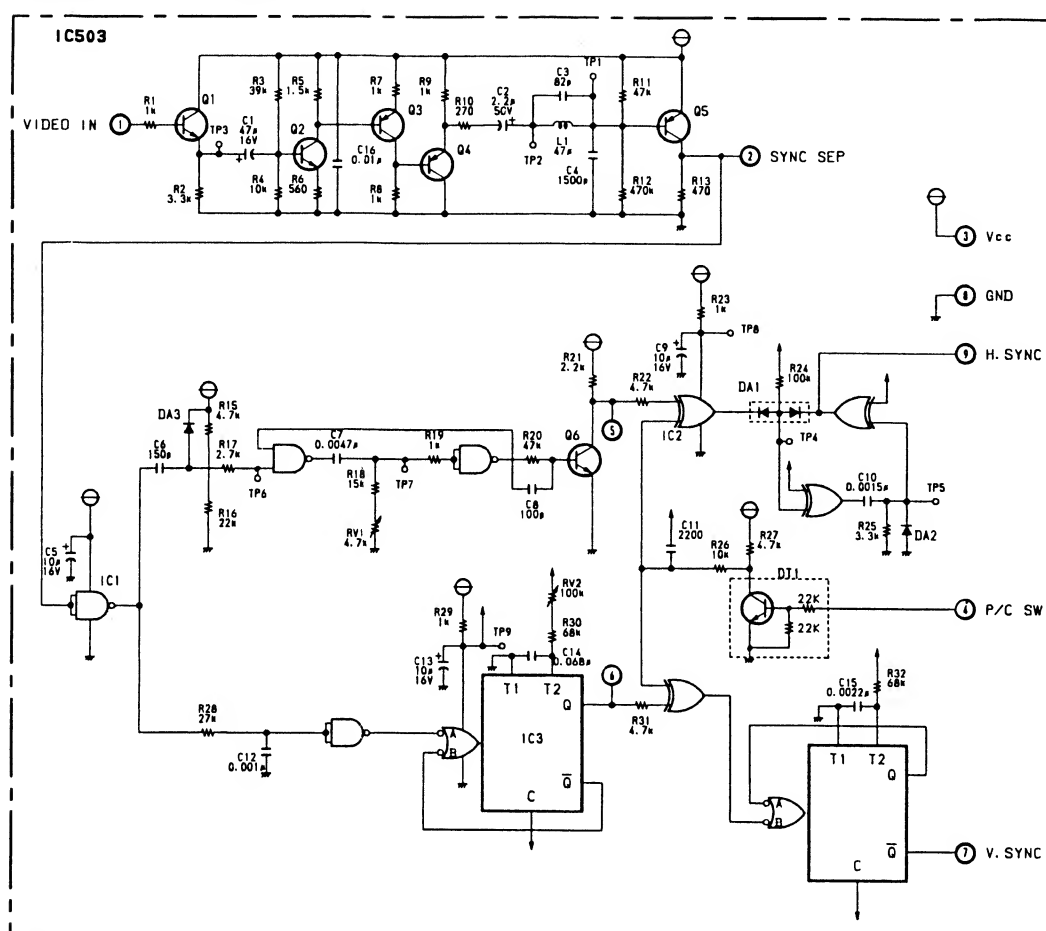 IC503
VIDEO IN
1
R1
1k
Q1
TP3
C1
47µ
16V
R2
3.3k
R3
39k
R4
10k
R5
1.5k
Q2
R6
560
C16
0.01µ
R7
1k
Q3
R8
1k
R9
1k
Q4
R10
270
C2
2.2µ
50V
TP2
C3
82p
TP1
L1
47µ
C4
1500p
R11
47k
R12
470k
Q5
R13
470
2
SYNC SEP
3
Vcc
8
GND
9
H.SYNC
R23
1k
TP8
C9
10µ
16V
R21
2.2k
R22
4.7k
5
IC2
DA1
R24
100k
TP4
C10
0.0015µ
TP5
R25
3.3k
DA2
DA3
R15
4.7k
C6
150p
R17
2.7k
TP6
R16
22k
C7
0.0047µ
R18
15k
TP7
RV1
4.7k
R19
1k
R20
47k
C8
100p
Q6
C5
10µ
16V
IC1
C11
2200
R26
10k
R27
4.7k
DT1
22K
22K
4
P/C SW
R29
1k
TP9
C13
10µ
16V
RV2
100k
R30
68k
C14
0.068µ
R28
27k
C12
0.001µ
A
B
T1
T2
Q
IC3
Q̅
C
6
R31
4.7k
C15
0.0022µ
R32
68k
T1
T2
Q
A
B
Q̅
C
7
V.SYNC